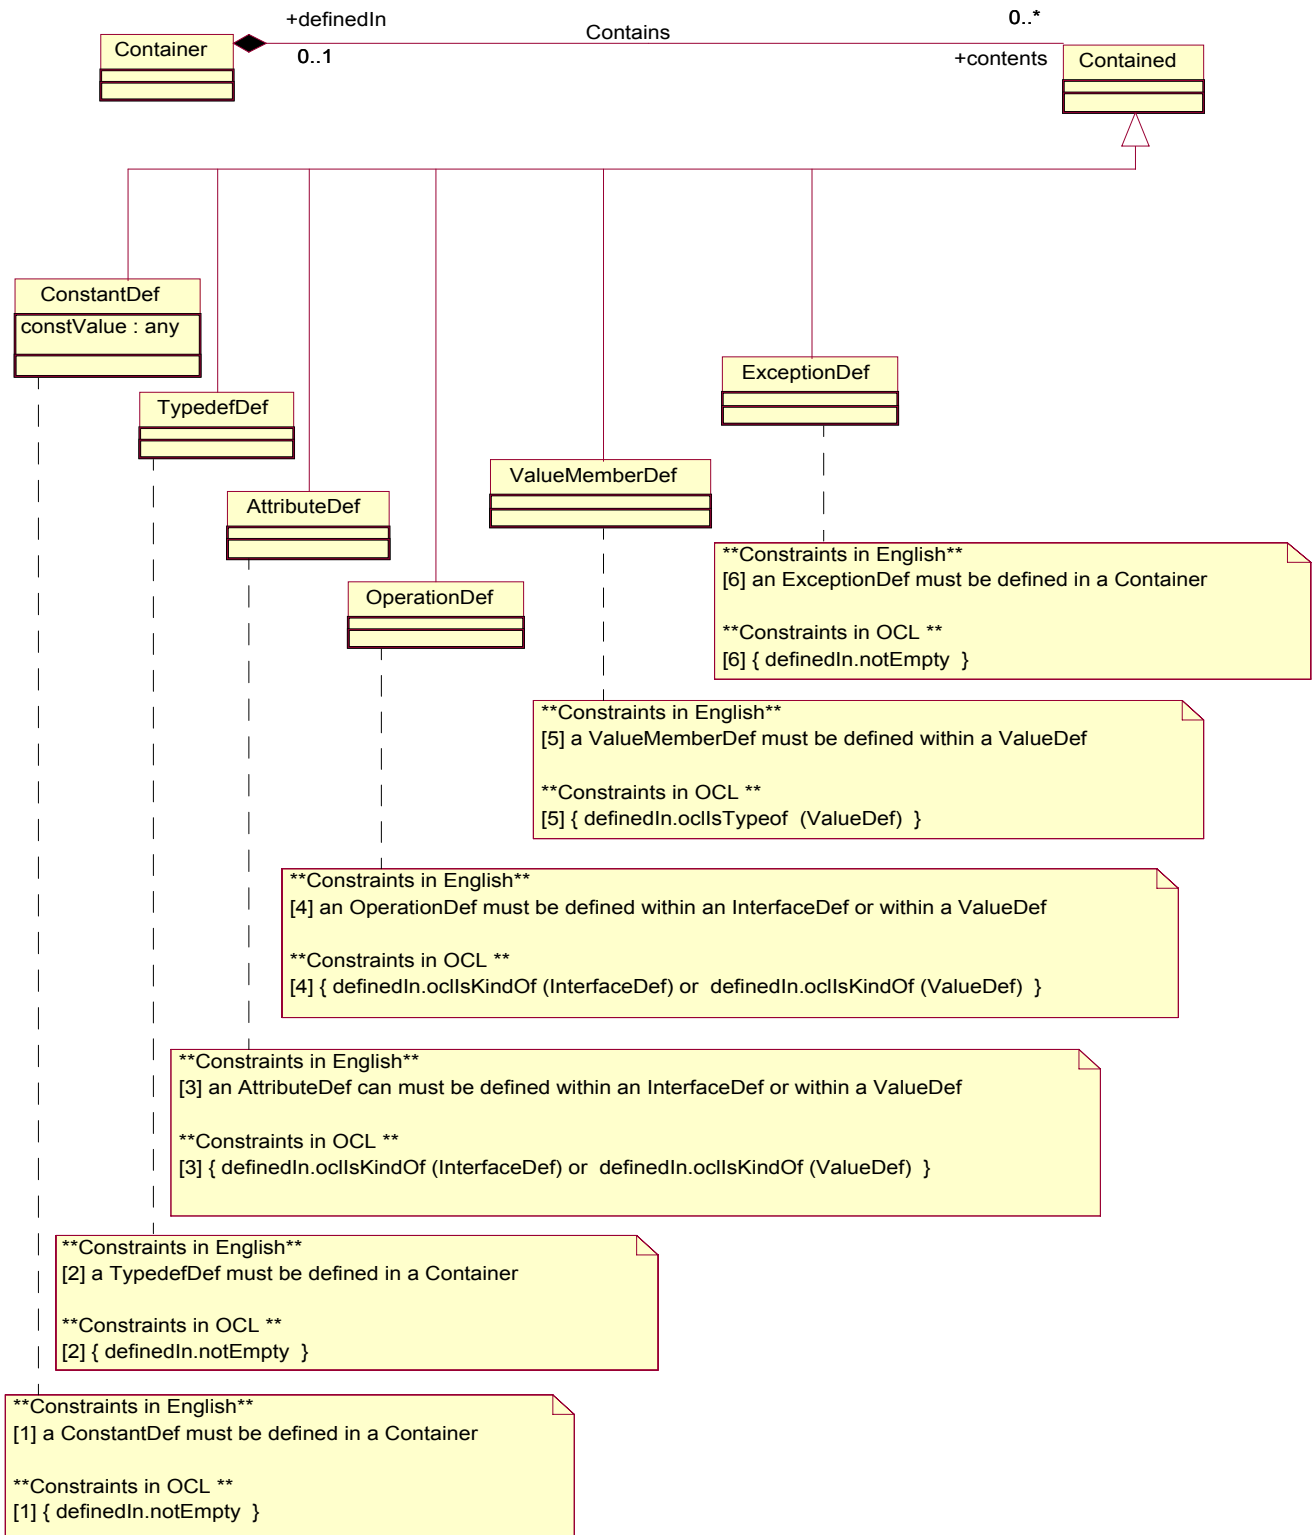 +definedIn
0..*
Contains
Container
0..1
+contents
Contained
ConstantDef
constValue : any
ExceptionDef
TypedefDef
ValueMemberDef
AttributeDef
OperationDef
**Constraints in English**
[6] an ExceptionDef must be defined in a Container
**Constraints in OCL **
[6] { definedIn.notEmpty  }
**Constraints in English**
[5] a ValueMemberDef must be defined within a ValueDef
**Constraints in OCL **
[5] { definedIn.oclIsTypeof  (ValueDef)  }
**Constraints in English**
[4] an OperationDef must be defined within an InterfaceDef or within a ValueDef
**Constraints in OCL **
[4] { definedIn.oclIsKindOf (InterfaceDef) or  definedIn.oclIsKindOf (ValueDef)  }
**Constraints in English**
[3] an AttributeDef can must be defined within an InterfaceDef or within a ValueDef
**Constraints in OCL **
[3] { definedIn.oclIsKindOf (InterfaceDef) or  definedIn.oclIsKindOf (ValueDef)  }
**Constraints in English**
[2] a TypedefDef must be defined in a Container
**Constraints in OCL **
[2] { definedIn.notEmpty  }
**Constraints in English**
[1] a ConstantDef must be defined in a Container
**Constraints in OCL **
[1] { definedIn.notEmpty  }